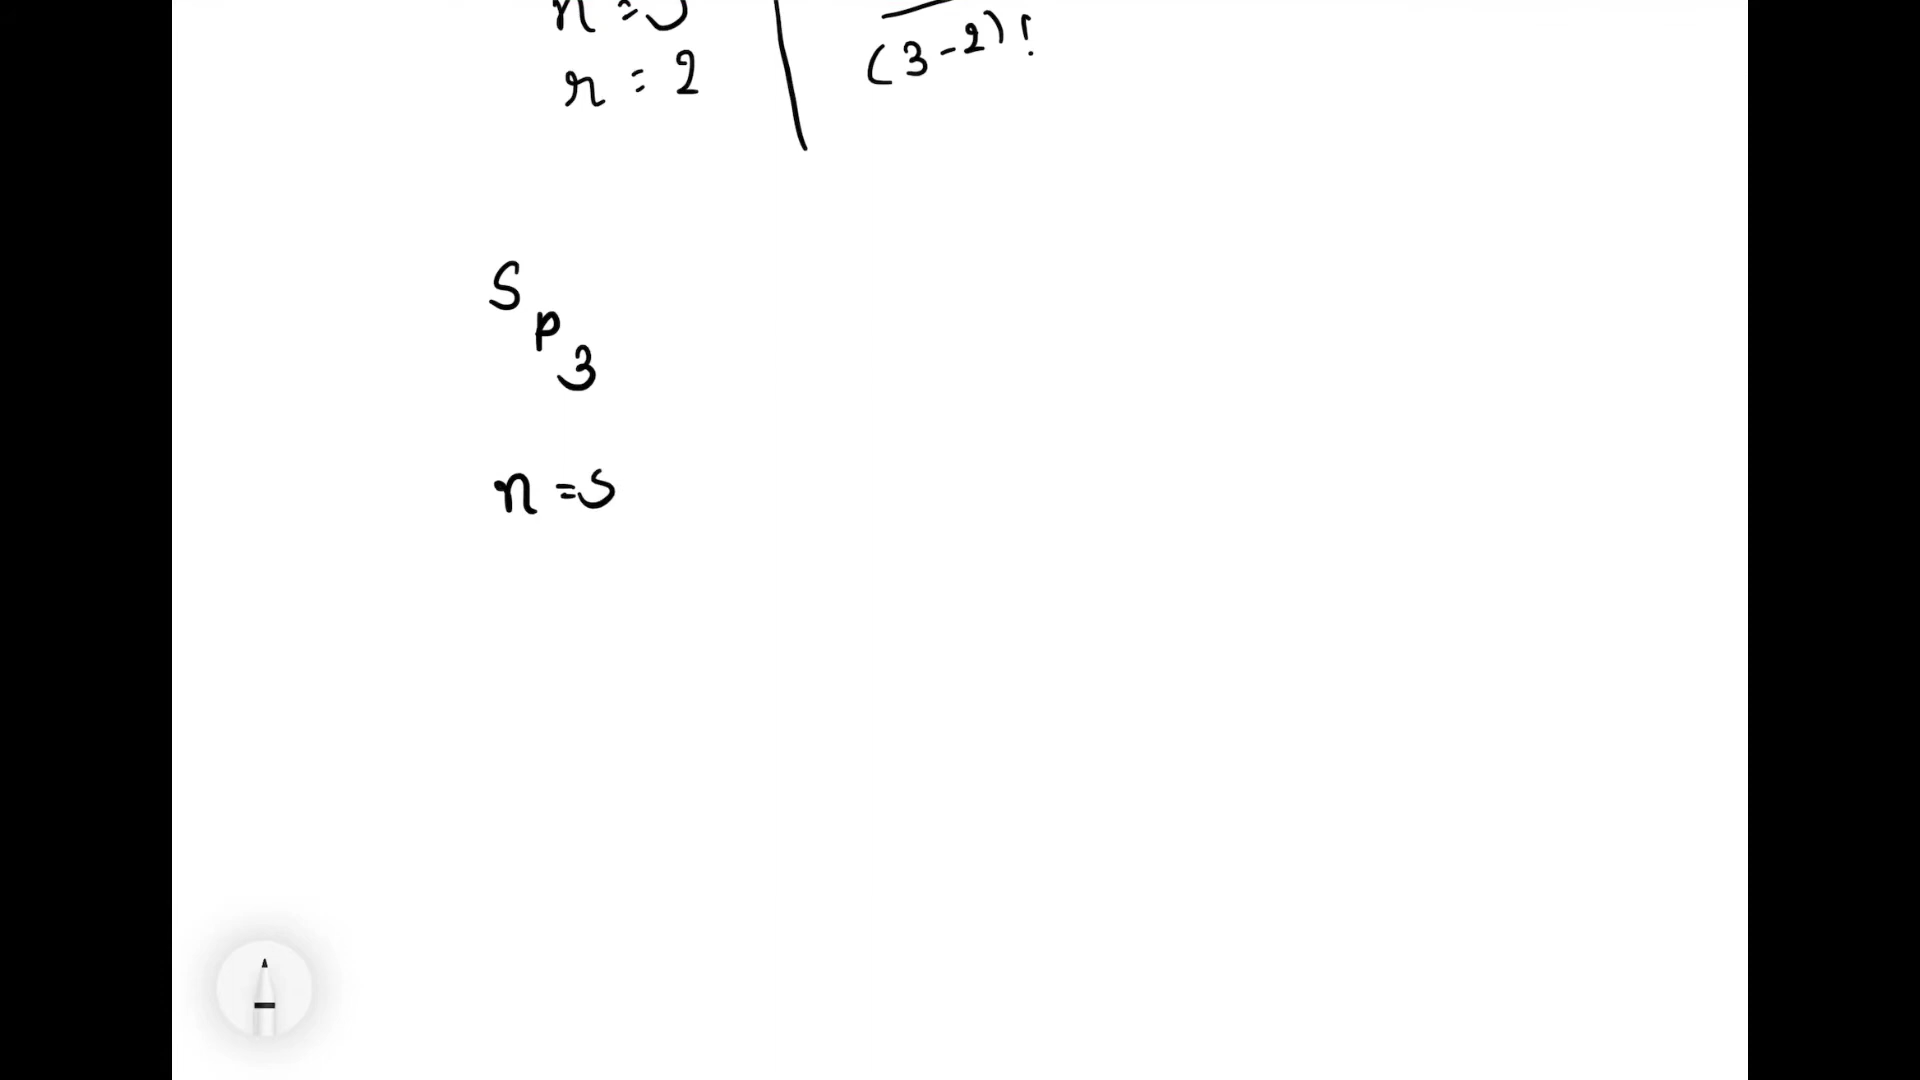 n = 3
(3-2)!
r = 2
5
P
3
n = 5